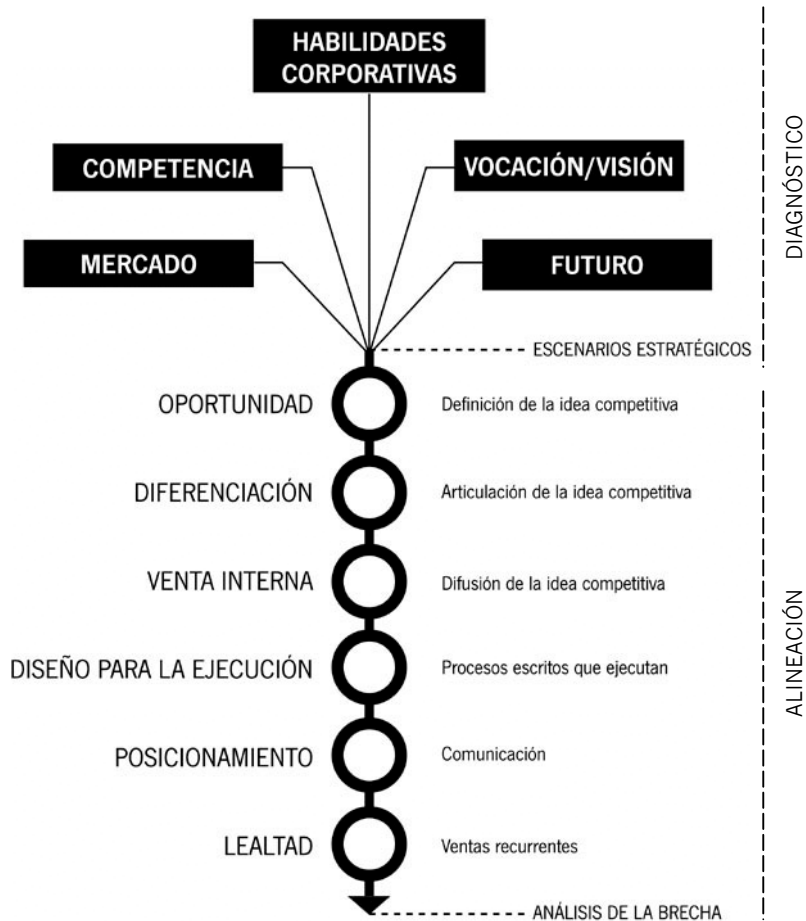 HABILIDADES
CORPORATIVAS
COMPETENCIA
VOCACIÓN/VISIÓN
MERCADO
FUTURO
DIAGNÓSTICO
ESCENARIOS ESTRATÉGICOS
OPORTUNIDAD
Definición de la idea competitiva
DIFERENCIACIÓN
Articulación de la idea competitiva
VENTA INTERNA
Difusión de la idea competitiva
DISEÑO PARA LA EJECUCIÓN
Procesos escritos que ejecutan
POSICIONAMIENTO
Comunicación
LEALTAD
Ventas recurrentes
ALINEACIÓN
ANÁLISIS DE LA BRECHA